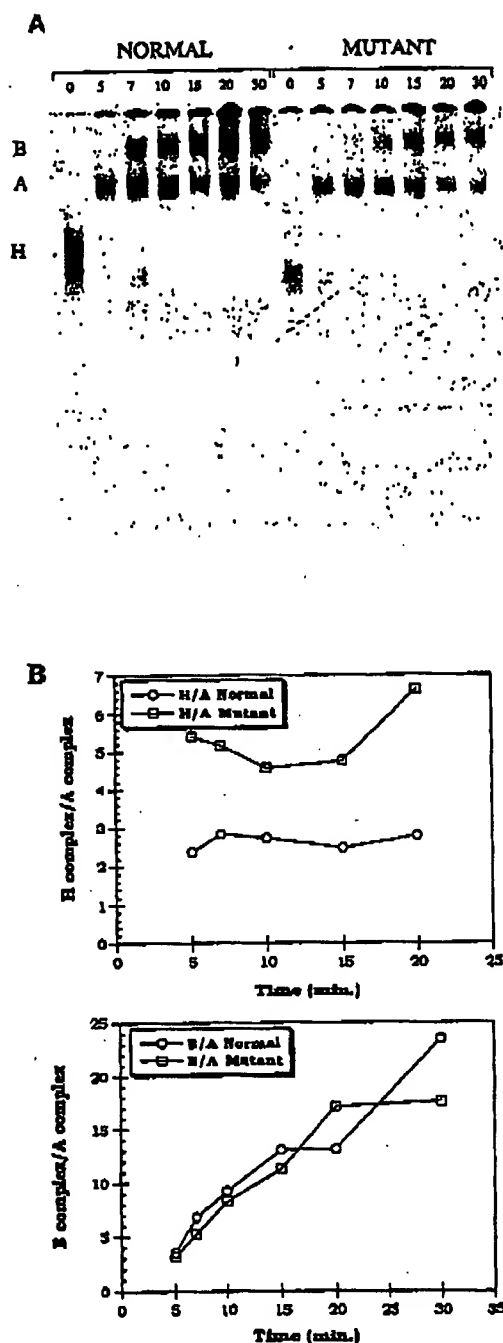 A
NORMAL MUTANT
0 5 7 10 15 20 30 0 5 7 10 15 20 30
B
A
H
B
H/A Normal
H/A Mutant
H complex/A complex
7
6
5
4
3
2
1
0
0 5 10 15 20 25
Time (min.)
B/A Normal
B/A Mutant
B complex/A complex
25
20
15
10
5
0
0 5 10 15 20 25 30 35
Time (min.)